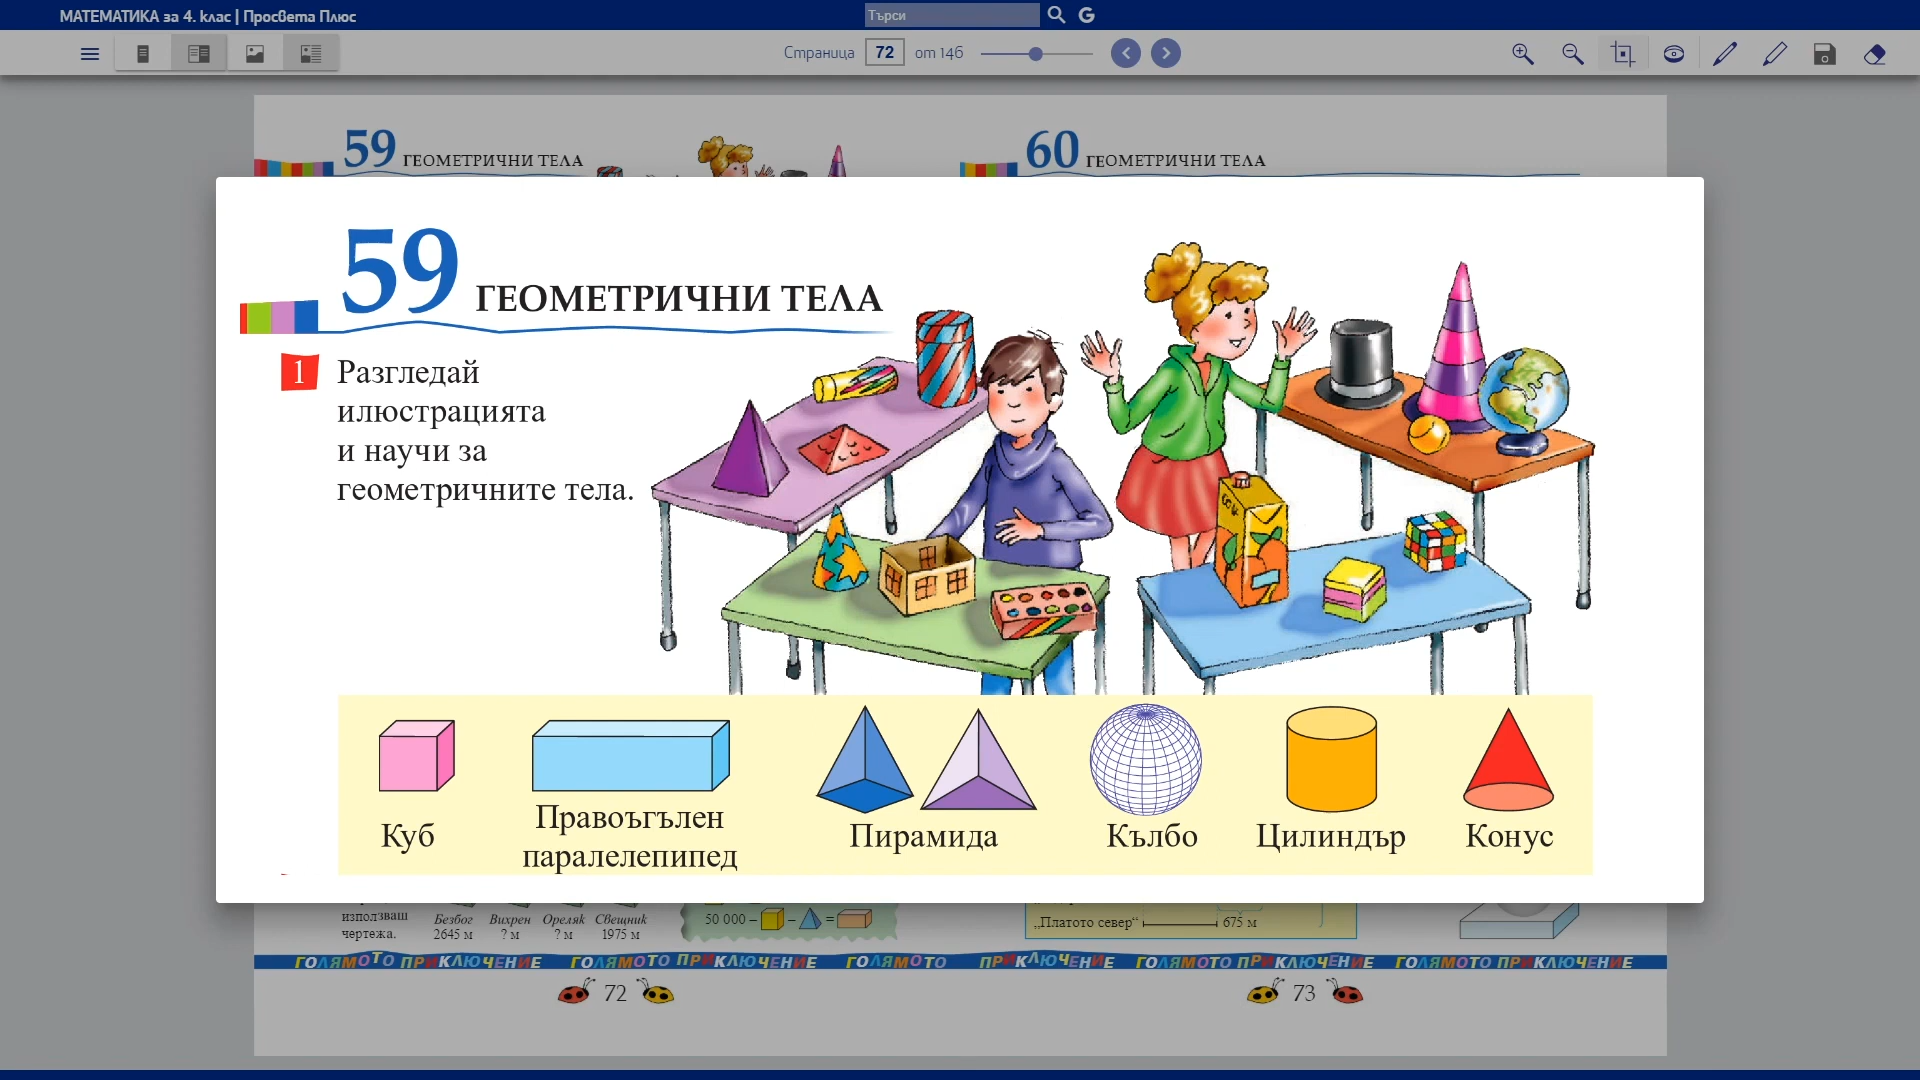 МАТЕМАТИКА за 4. клас | Просвета Плюс
Търси
Страница 72 от 146
59 ГЕОМЕТРИЧНИ ТЕЛА
60 ГЕОМЕТРИЧНИ ТЕЛА
59 ГЕОМЕТРИЧНИ ТЕЛА
1 Разгледай
илюстрацията
и научи за
геометричните тела.
Куб
Правоъгълен
паралелепипед
Пирамида
Кълбо
Цилиндър
Конус
използваш
чертежа.
Безбог Вихрен Ореляк Свещник
2645 м ? м ? м 1975 м
50 000 – – =
„Платото север“ 675 м
ГОЛЯМОТО ПРИКЛЮЧЕНИЕ ГОЛЯМОТО ПРИКЛЮЧЕНИЕ ГОЛЯМОТО ПРИКЛЮЧЕНИЕ ГОЛЯМОТО ПРИКЛЮЧЕНИЕ ГОЛЯМОТО ПРИКЛЮЧЕНИЕ
72
73